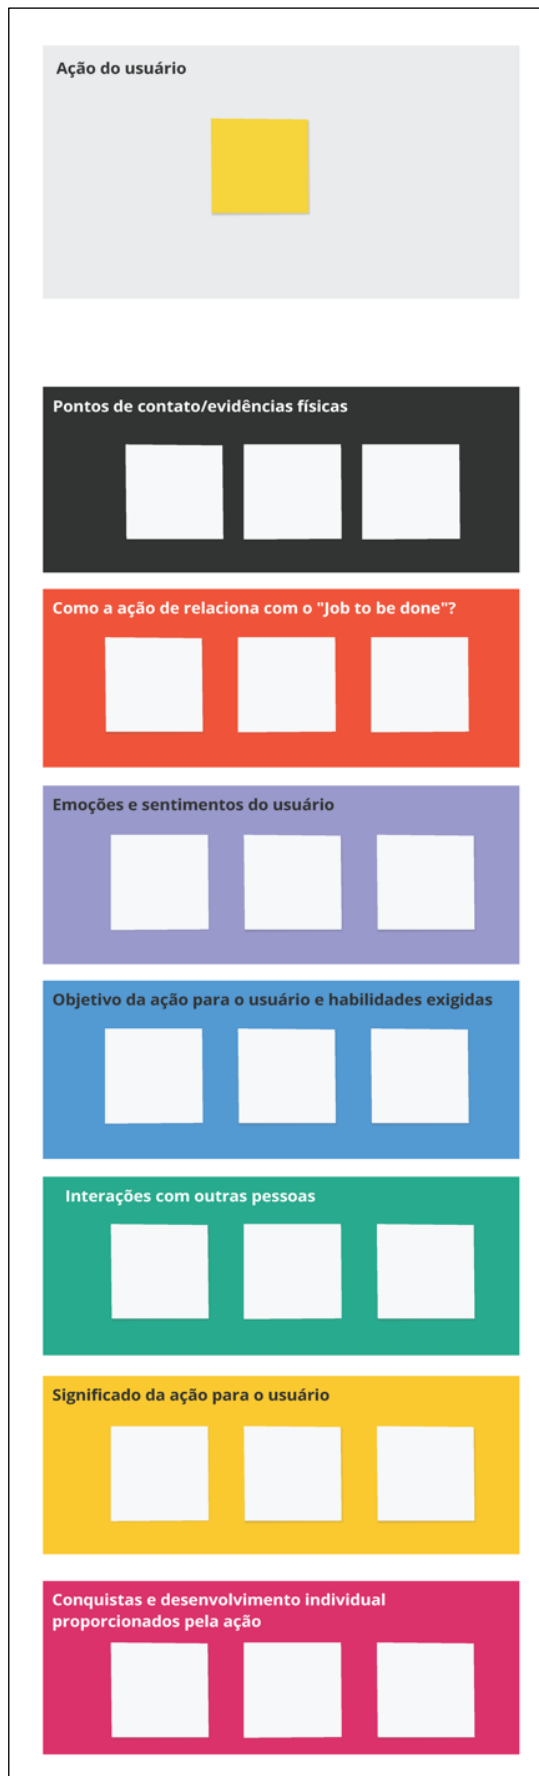 Ação do usuário
Pontos de contato/evidências físicas
Como a ação de relaciona com o "Job to be done"?
Emoções e sentimentos do usuário
Objetivo da ação para o usuário e habilidades exigidas
Interações com outras pessoas
Significado da ação para o usuário
Conquistas e desenvolvimento individual
proporcionados pela ação